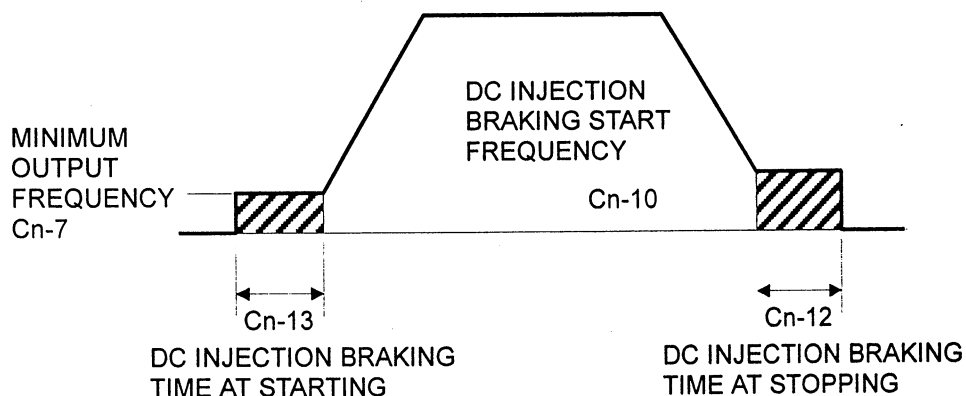 DC INJECTION
BRAKING START
FREQUENCY
Cn-10
MINIMUM
OUTPUT
FREQUENCY
Cn-7
Cn-13
DC INJECTION BRAKING
TIME AT STARTING
Cn-12
DC INJECTION BRAKING
TIME AT STOPPING